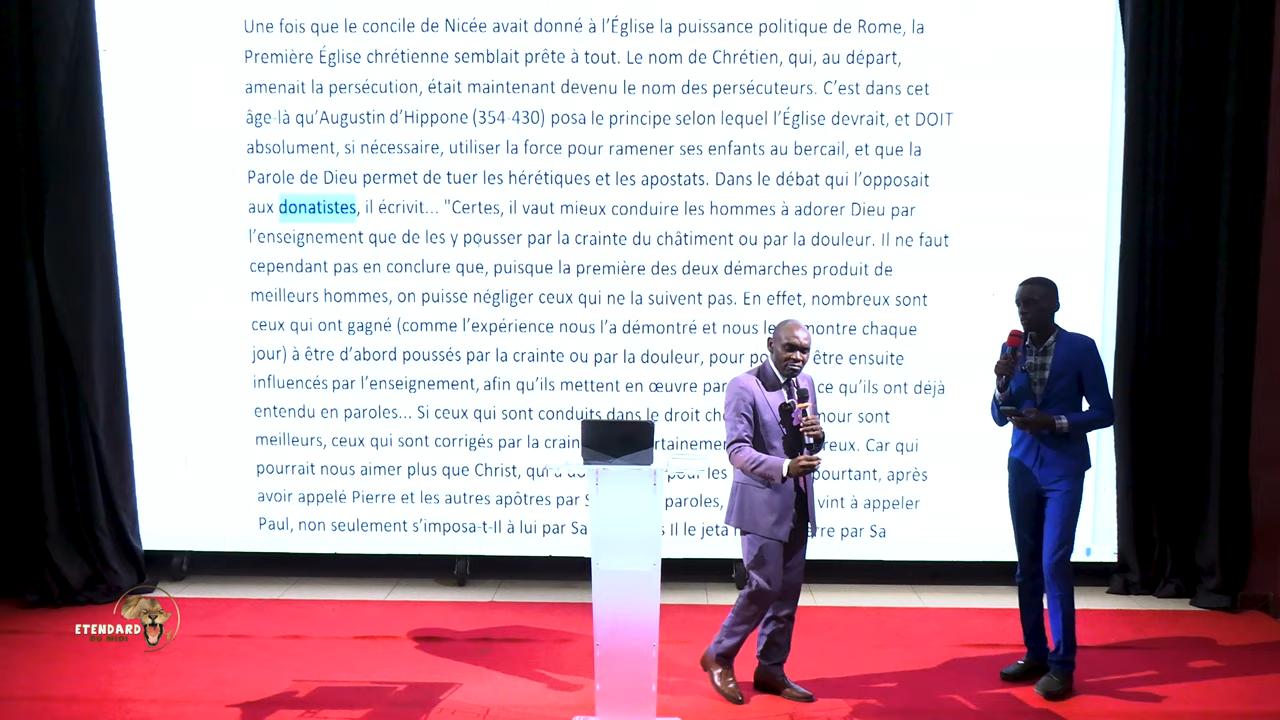 Une fois que le concile de Nicée avait donné à l’Église la puissance politique de Rome, la
Première Église chrétienne semblait prête à tout. Le nom de Chrétien, qui, au départ,
amenait la persécution, était maintenant devenu le nom des persécuteurs. C’est dans cet
âge-là qu’Augustin d’Hippone (354-430) posa le principe selon lequel l’Église devrait, et DOIT
absolument, si nécessaire, utiliser la force pour ramener ses enfants au bercail, et que la
Parole de Dieu permet de tuer les hérétiques et les apostats. Dans le débat qui l’opposait
aux donatistes, il écrivit... "Certes, il vaut mieux conduire les hommes à adorer Dieu par
l’enseignement que de les y pousser par la crainte du châtiment ou par la douleur. Il ne faut
cependant pas en conclure que, puisque la première des deux démarches produit de
meilleurs hommes, on puisse négliger ceux qui ne la suivent pas. En effet, nombreux sont
ceux qui ont gagné (comme l’expérience nous l’a démontré et nous le chaque
jour) à être d’abord poussés par la crainte ou par la douleur, pour être ensuite
influencés par l’enseignement, afin qu’ils mettent en œuvre par ce qu’ils ont déjà
entendu en paroles... Si ceux qui sont conduits dans le droit sont
meilleurs, ceux qui sont corrigés par la Car qui
pourrait nous aimer plus que Christ, les pourtant, après
avoir appelé Pierre et les autres apôtres par paroles, vint à appeler
Paul, non seulement s’imposa-t-Il à lui par Il le jeta par Sa
ETENDARD
DU MIDI